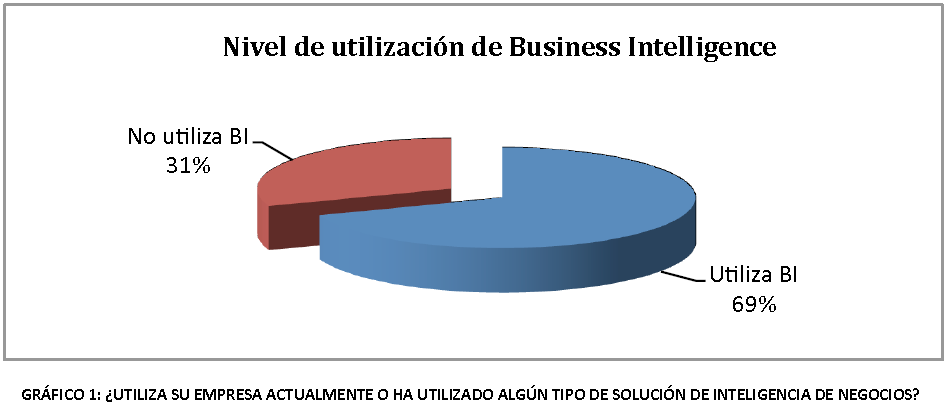 Nivel de utilización de Business Intelligence
No utiliza BI
31%
Utiliza BI
69%
GRÁFICO 1: ¿UTILIZA SU EMPRESA ACTUALMENTE O HA UTILIZADO ALGÚN TIPO DE SOLUCIÓN DE INTELIGENCIA DE NEGOCIOS?